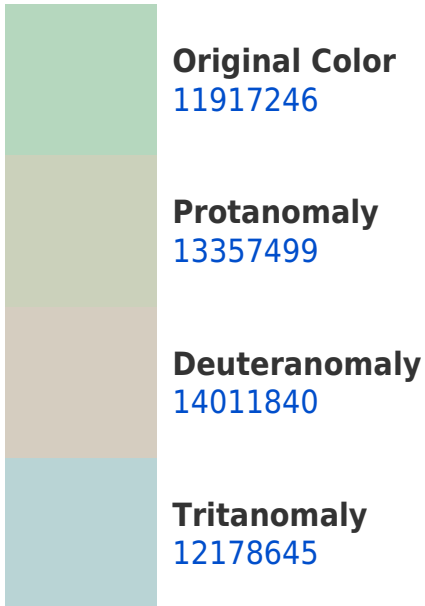 Original Color
11917246
Protanomaly
13357499
Deuteranomaly
14011840
Tritanomaly
12178645